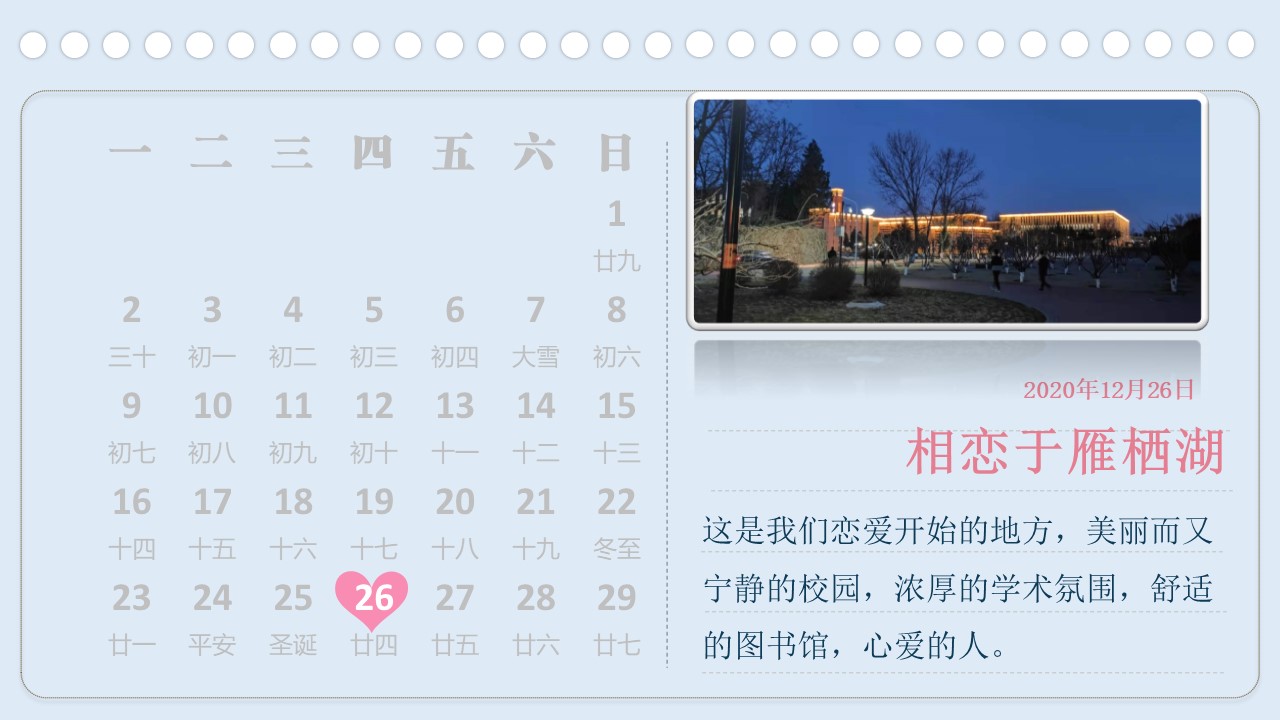 一 二 三 四 五 六 日
1
廿九
2 3 4 5 6 7 8
三十 初一 初二 初三 初四 大雪 初六
9 10 11 12 13 14 15
初七 初八 初九 初十 十一 十二 十三
16 17 18 19 20 21 22
十四 十五 十六 十七 十八 十九 冬至
23 24 25 26 27 28 29
廿一 平安 圣诞 廿四 廿五 廿六 廿七
2020年12月26日
相恋于雁栖湖
这是我们恋爱开始的地方，美丽而又
宁静的校园，浓厚的学术氛围，舒适
的图书馆，心爱的人。